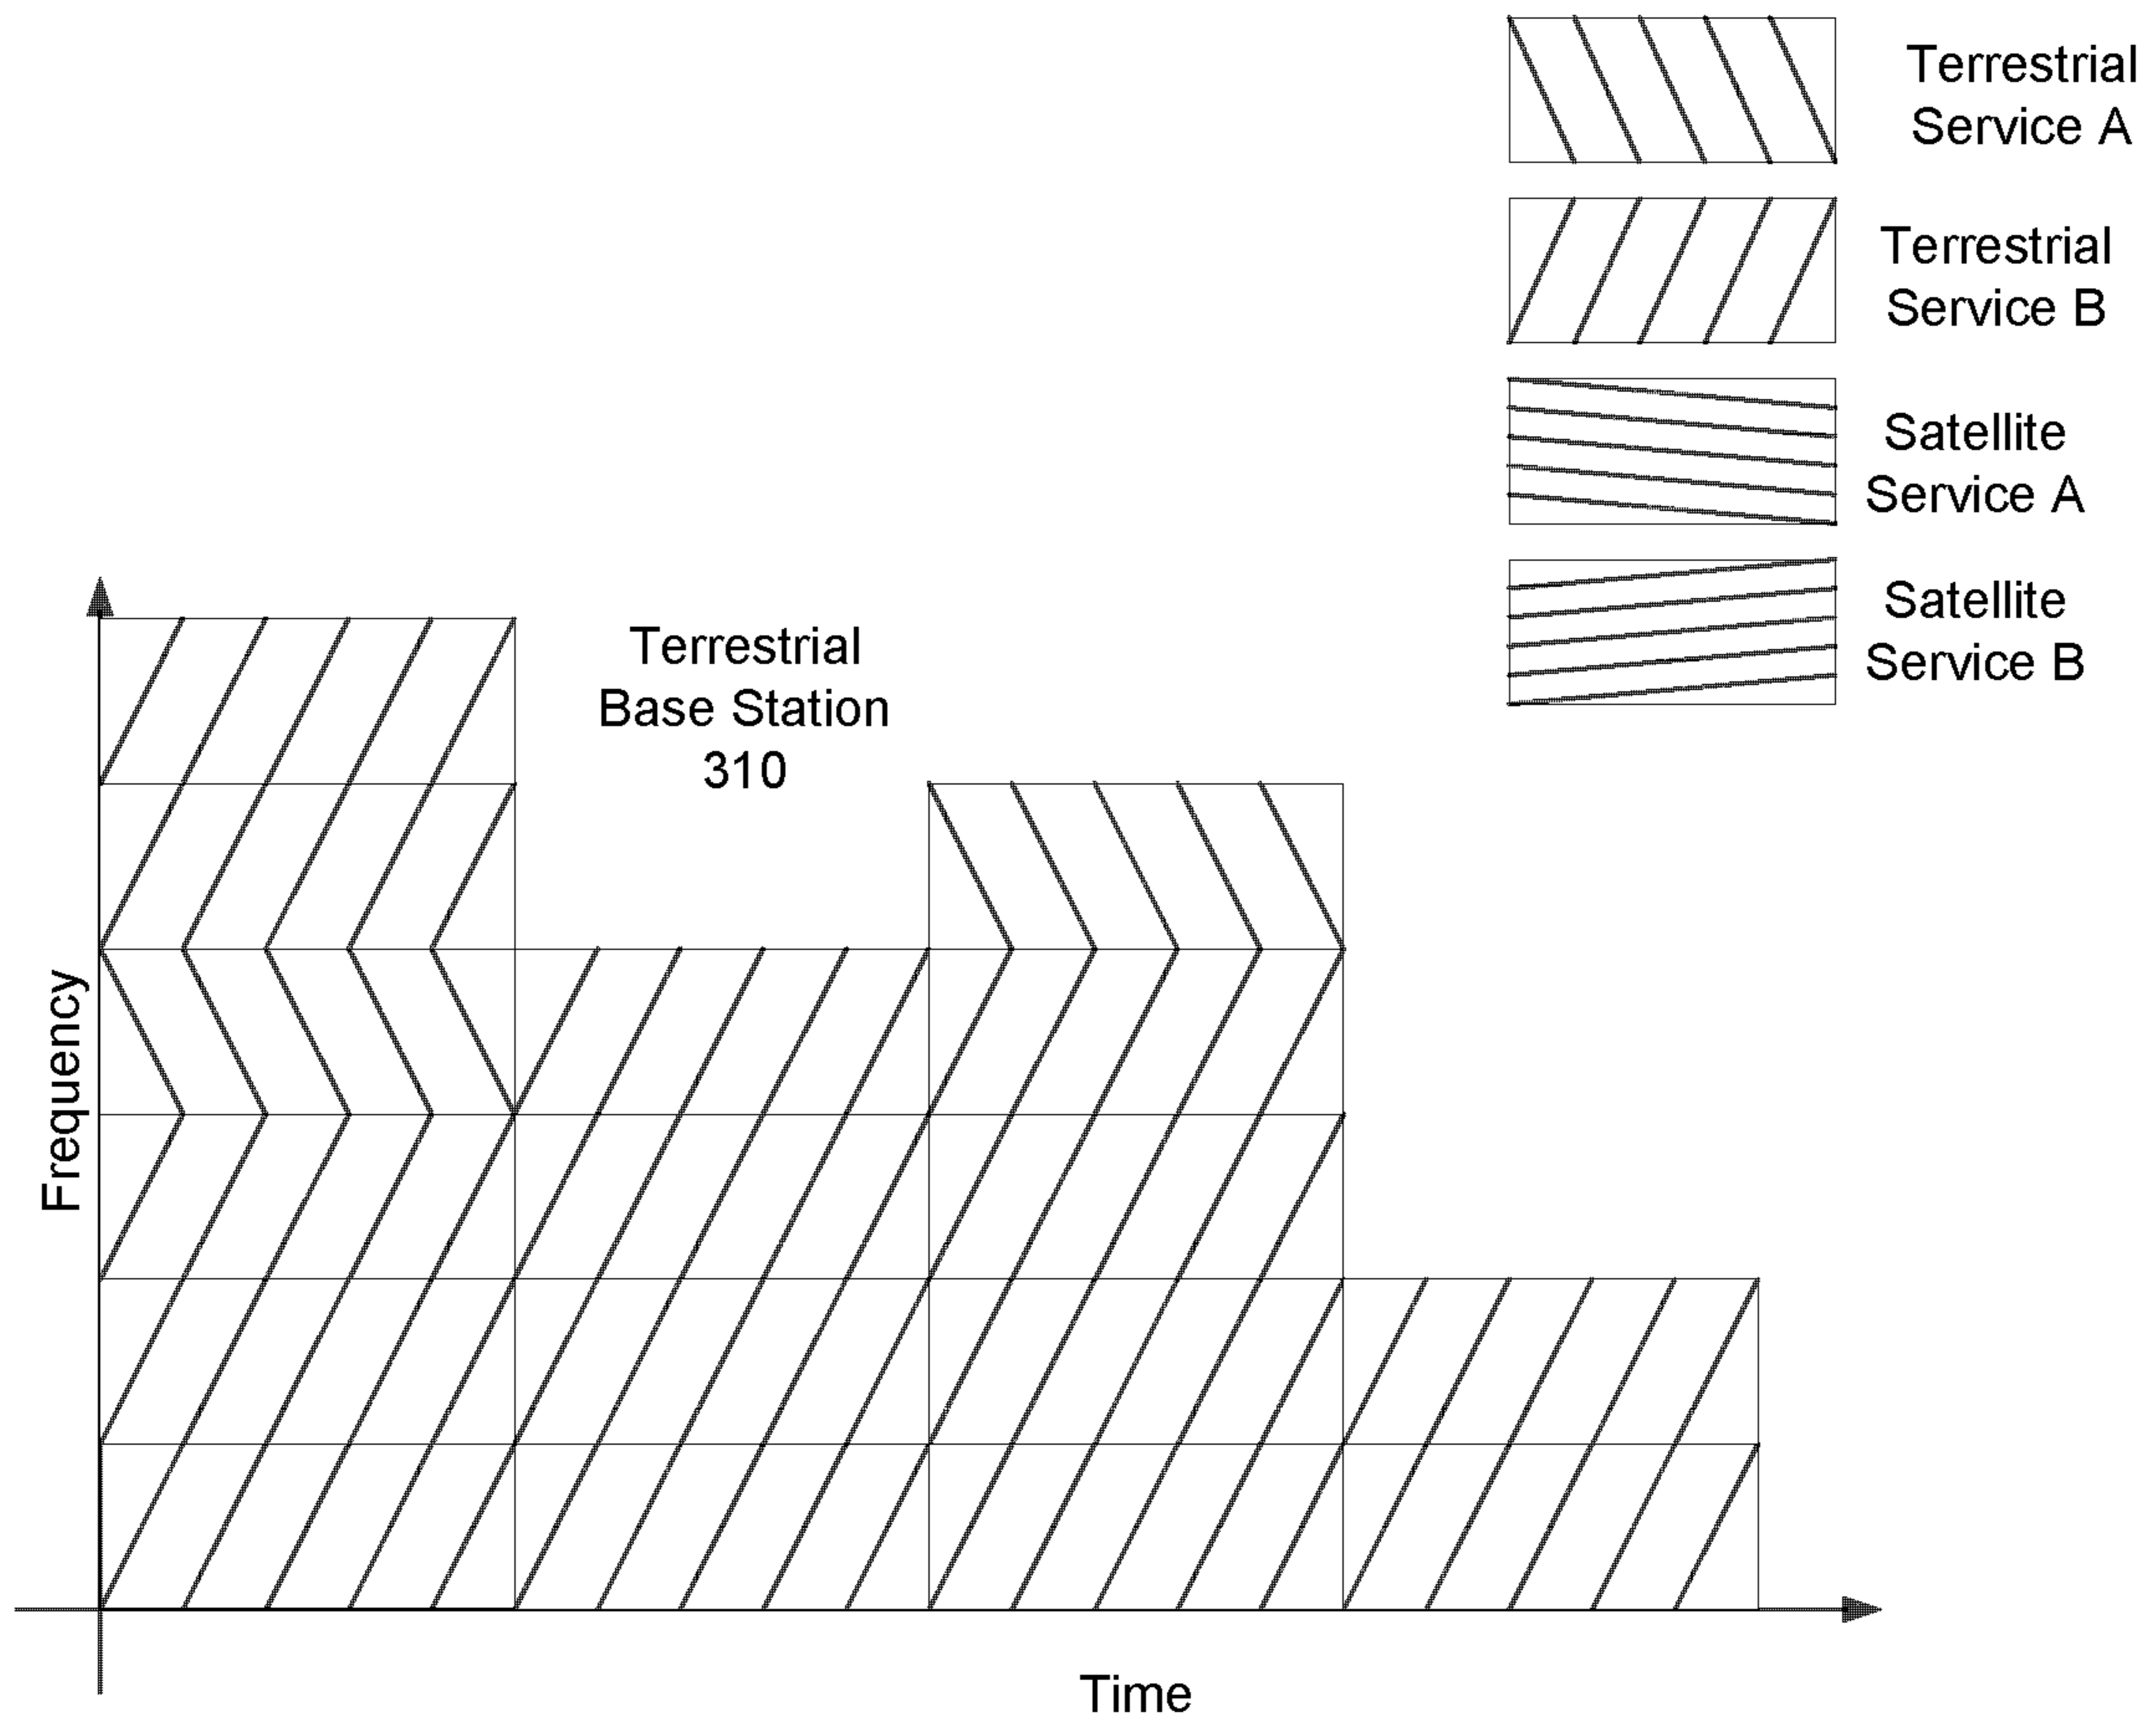 Terrestrial
Service A
Terrestrial
Service B
Satellite
Service A
Satellite
Service B
Terrestrial
Base Station
310
Frequency
Time